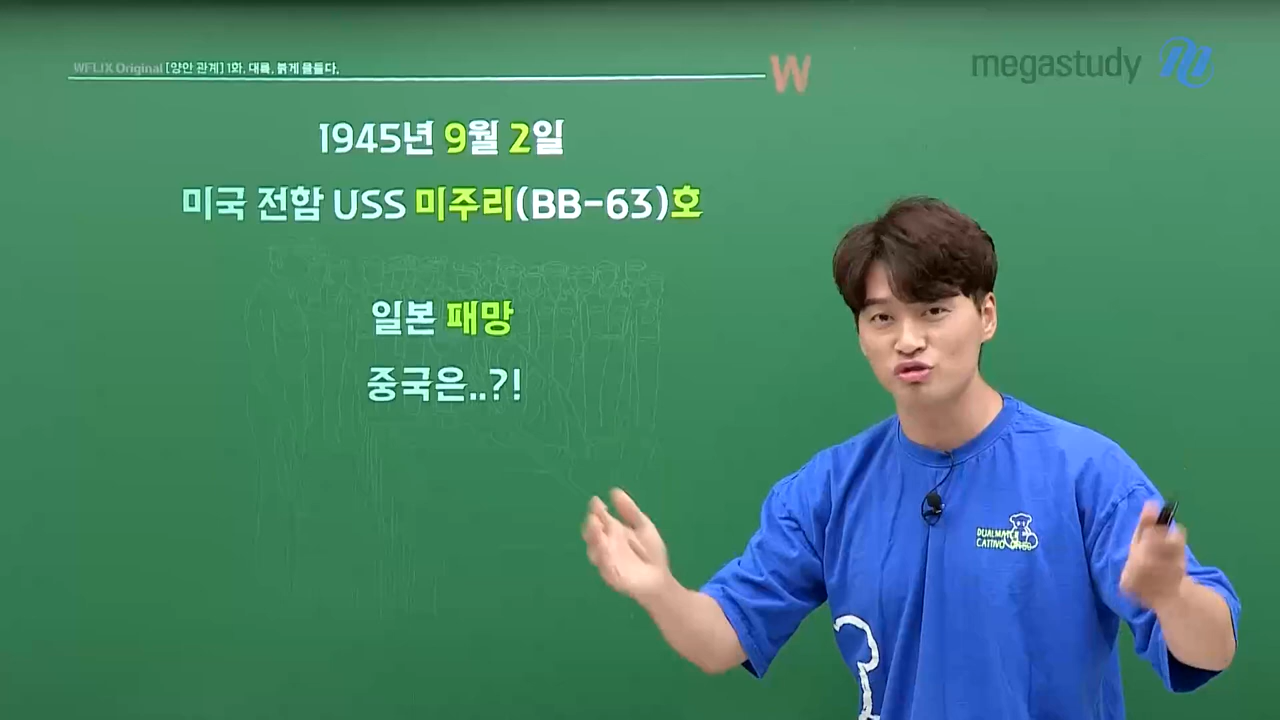 WFLIX Original [양안 관계] 1화. 대륙, 붉게 물들다.
W
megastudy
1945년 9월 2일
미국 전함 USS 미주리(BB-63)호
일본 패망
중국은..?!
CATTIVO